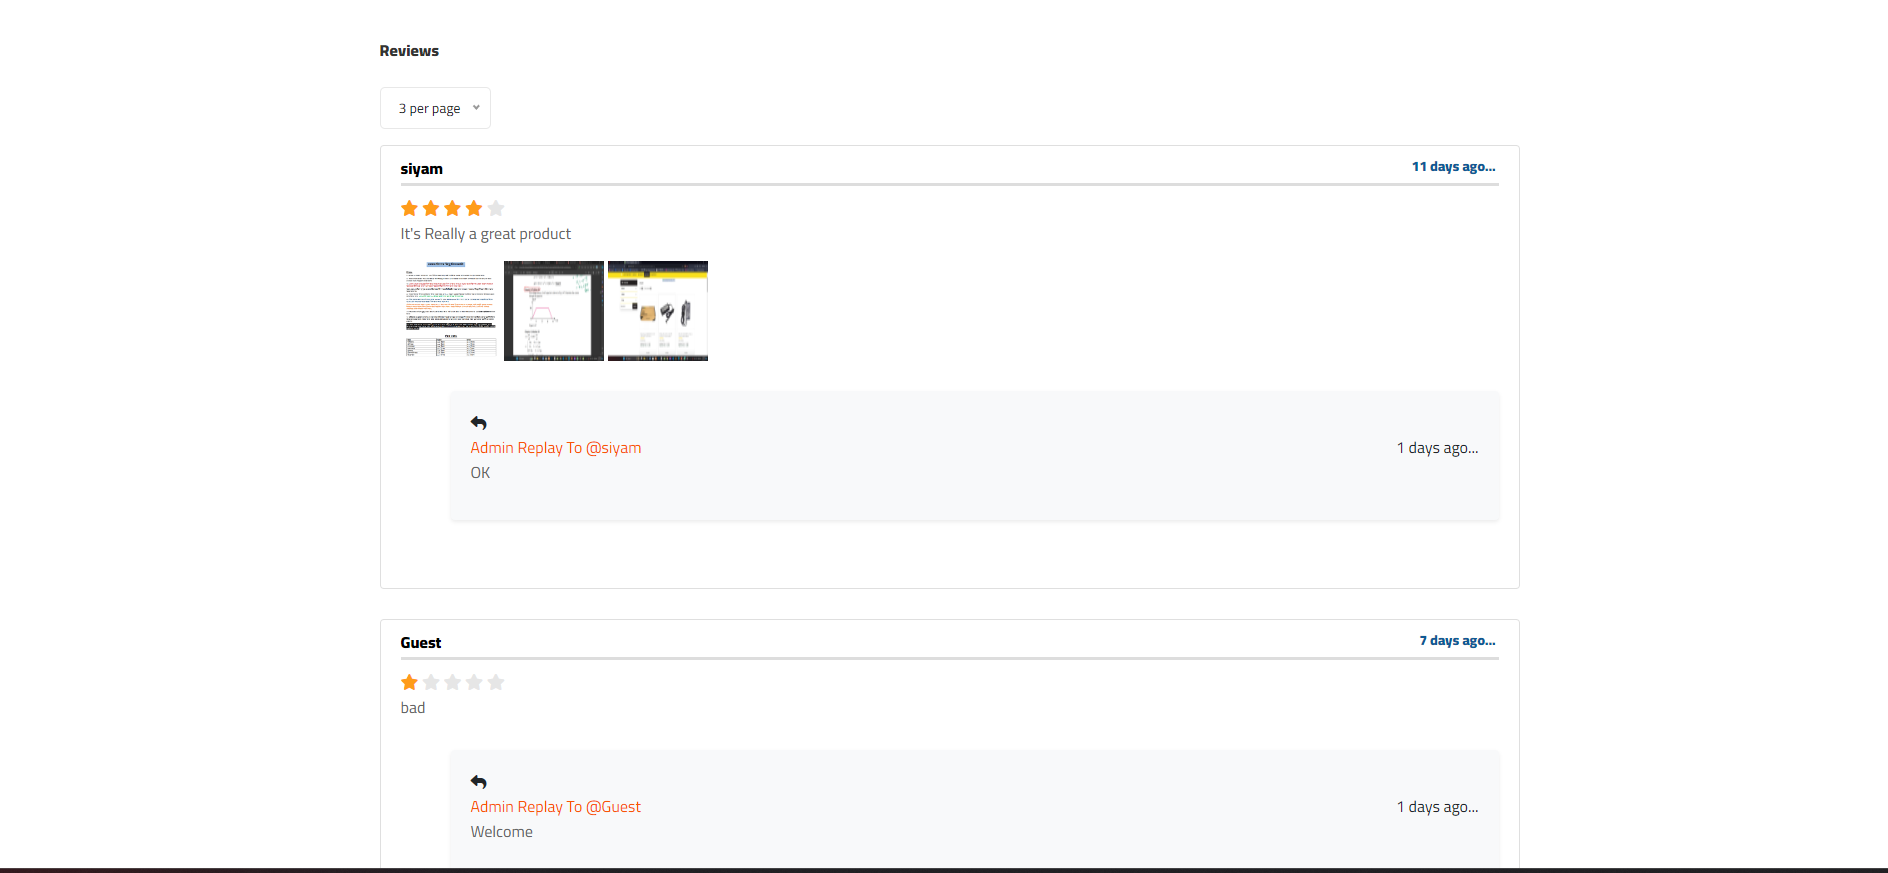 Reviews
3 per page
siyam
11 days ago...
It's Really a great product
Admin Replay To @siyam
1 days ago...
OK
Guest
7 days ago...
bad
Admin Replay To @Guest
1 days ago...
Welcome